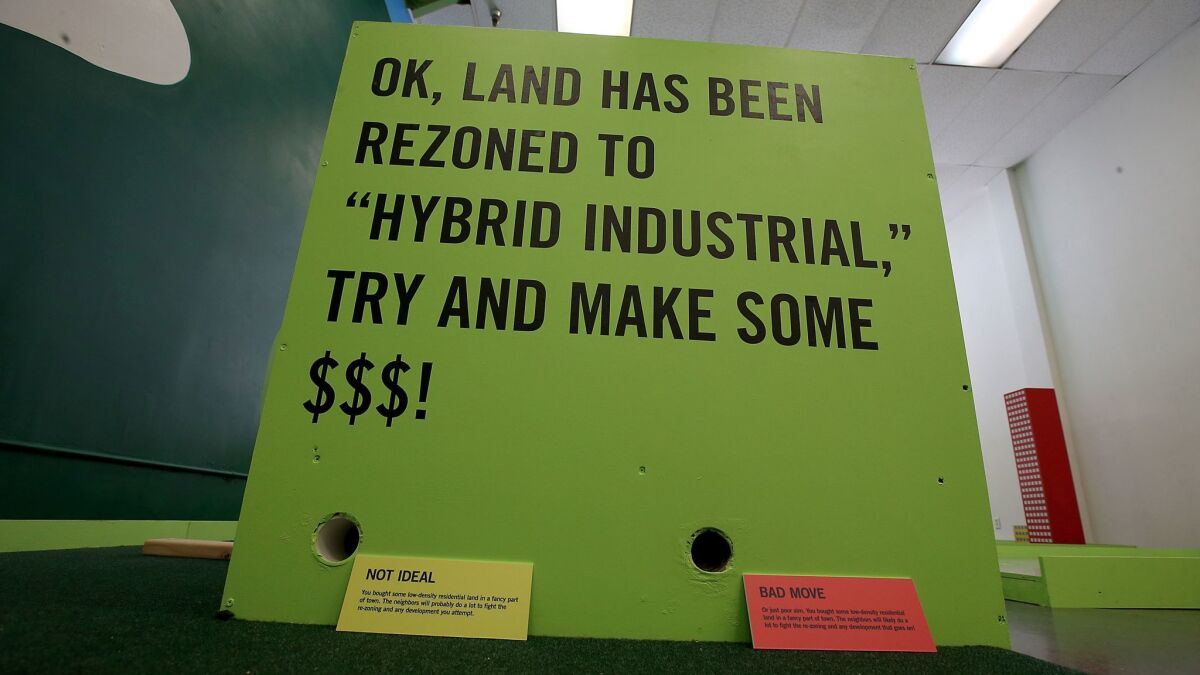 OK, LAND HAS BEEN
REZONED TO
“HYBRID INDUSTRIAL,”
TRY AND MAKE SOME
$$$!
NOT IDEAL
You bought some low-density residential land in a fancy part
of town. The neighbors will probably do a lot to fight the
re-zoning and any development you attempt.
BAD MOVE
Or just poor aim. You bought some low-density residential
land in a fancy part of town. The neighbors will likely do a
lot to fight the re-zoning and any development that goes on!